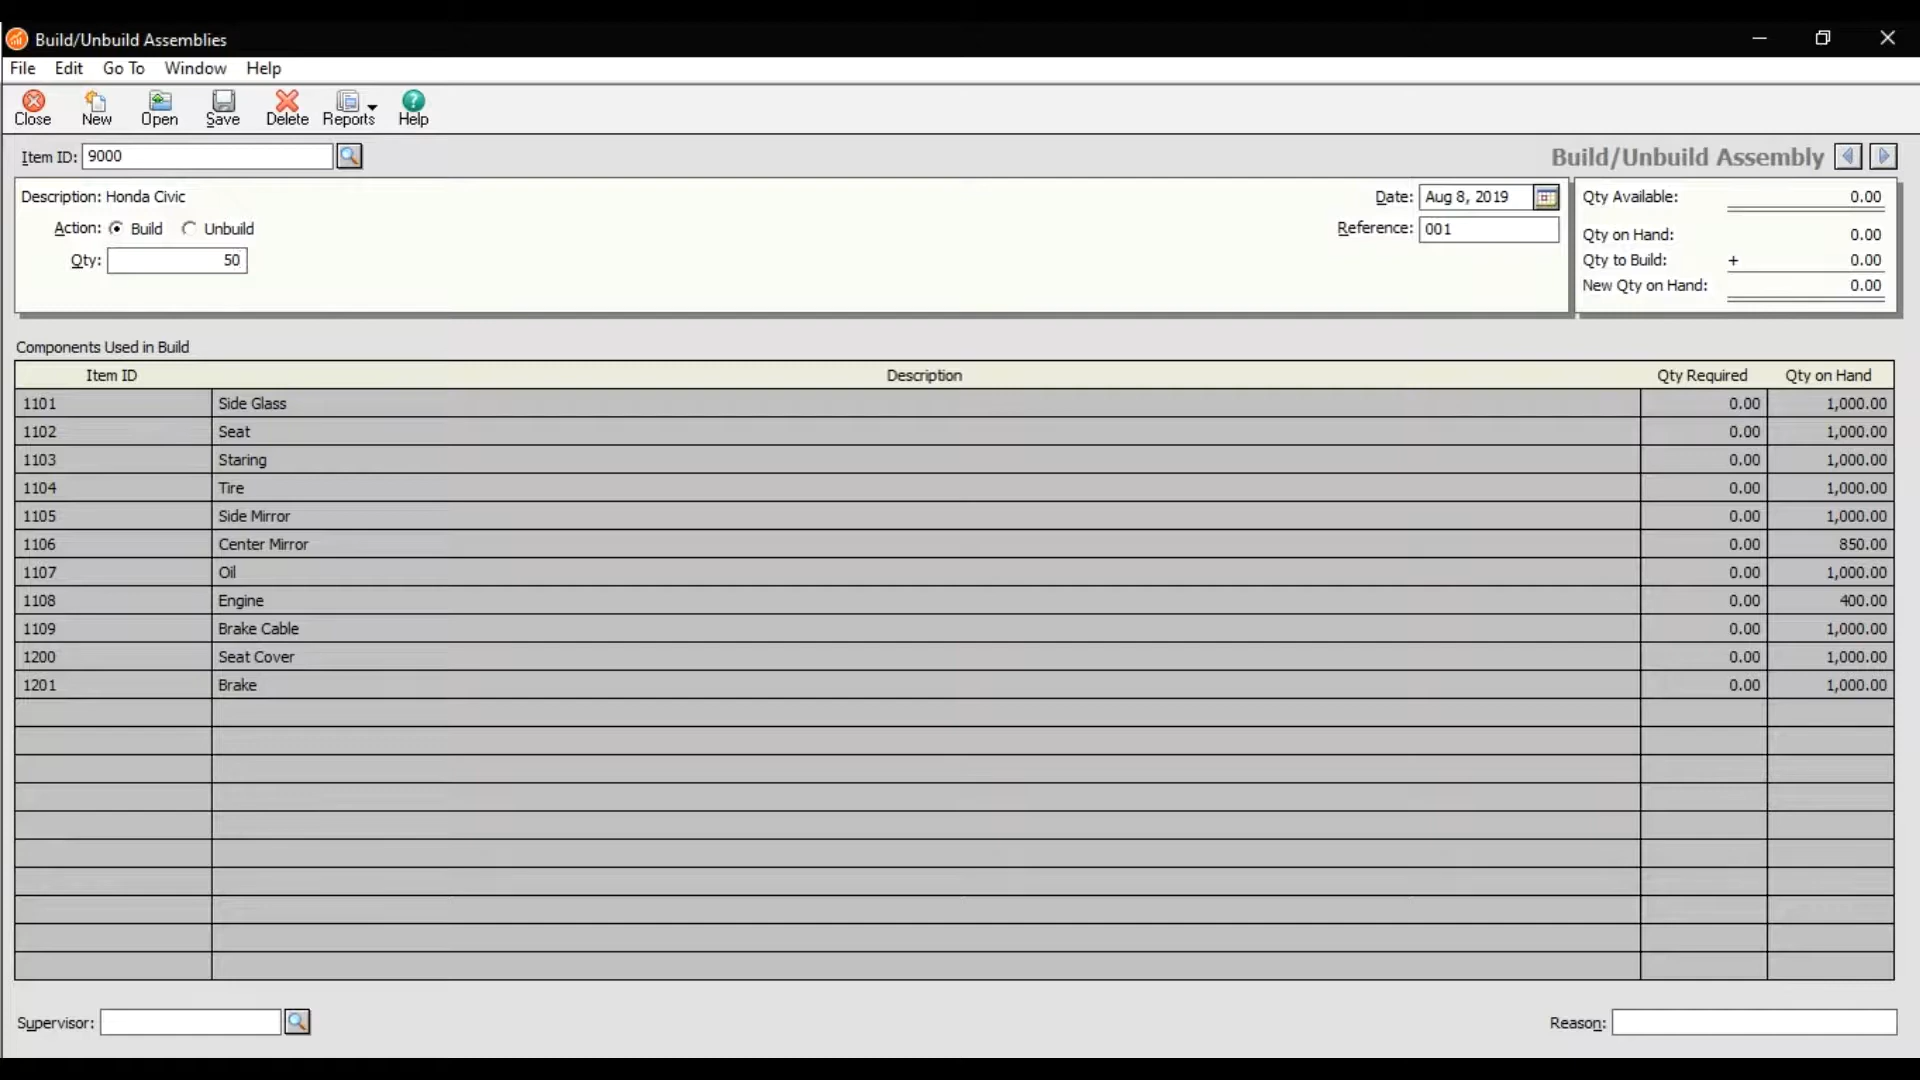 Build/Unbuild Assemblies
File Edit Go To Window Help
Close New Open Save Delete Reports Help
Item ID: 9000 Build/Unbuild Assembly
Description: Honda Civic Date: Aug 8, 2019 Qty Available: 0.00
Action: Build Unbuild Reference: 001 Qty on Hand: 0.00
Qty: 50 Qty to Build: + 0.00
New Qty on Hand: 0.00
Components Used in Build
Item ID Description Qty Required Qty on Hand
1101 Side Glass 0.00 1,000.00
1102 Seat 0.00 1,000.00
1103 Staring 0.00 1,000.00
1104 Tire 0.00 1,000.00
1105 Side Mirror 0.00 1,000.00
1106 Center Mirror 0.00 850.00
1107 Oil 0.00 1,000.00
1108 Engine 0.00 400.00
1109 Brake Cable 0.00 1,000.00
1200 Seat Cover 0.00 1,000.00
1201 Brake 0.00 1,000.00
Supervisor: Reason: